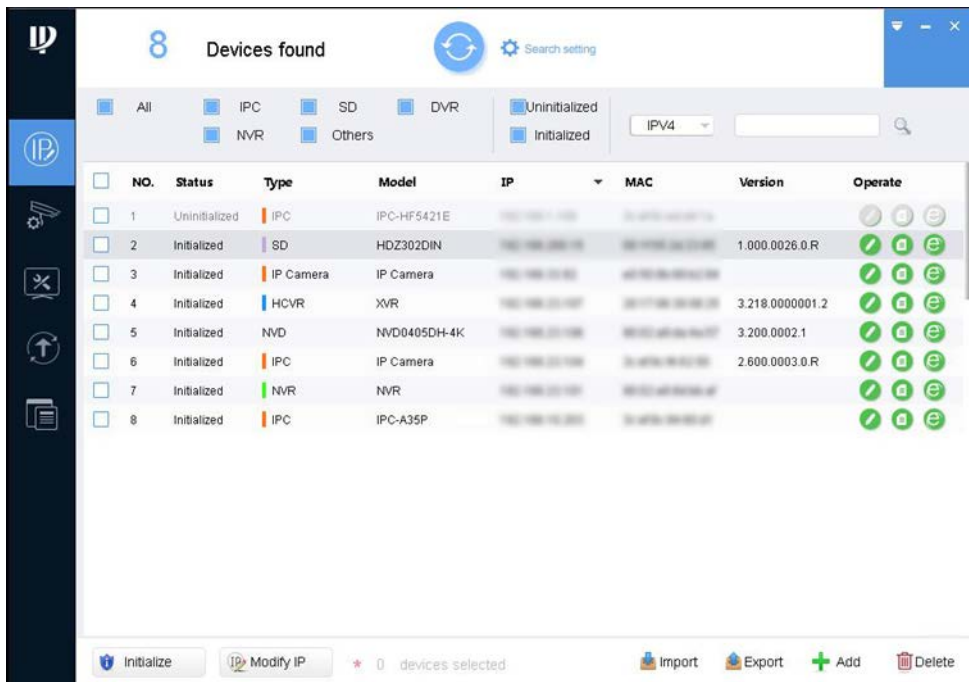 8 Devices found Search setting
All IPC SD DVR Uninitialized
NVR Others Initialized IPV4
NO. Status Type Model IP MAC Version Operate
1 Uninitialized IPC IPC-HF5421E
2 Initialized SD HDZ302DIN 1.000.0026.0.R
3 Initialized IP Camera IP Camera
4 Initialized HCVR XVR 3.218.0000001.2
5 Initialized NVD NVD0405DH-4K 3.200.0002.1
6 Initialized IPC IP Camera 2.600.0003.0.R
7 Initialized NVR NVR
8 Initialized IPC IPC-A35P
Initialize Modify IP * 0 devices selected Import Export Add Delete